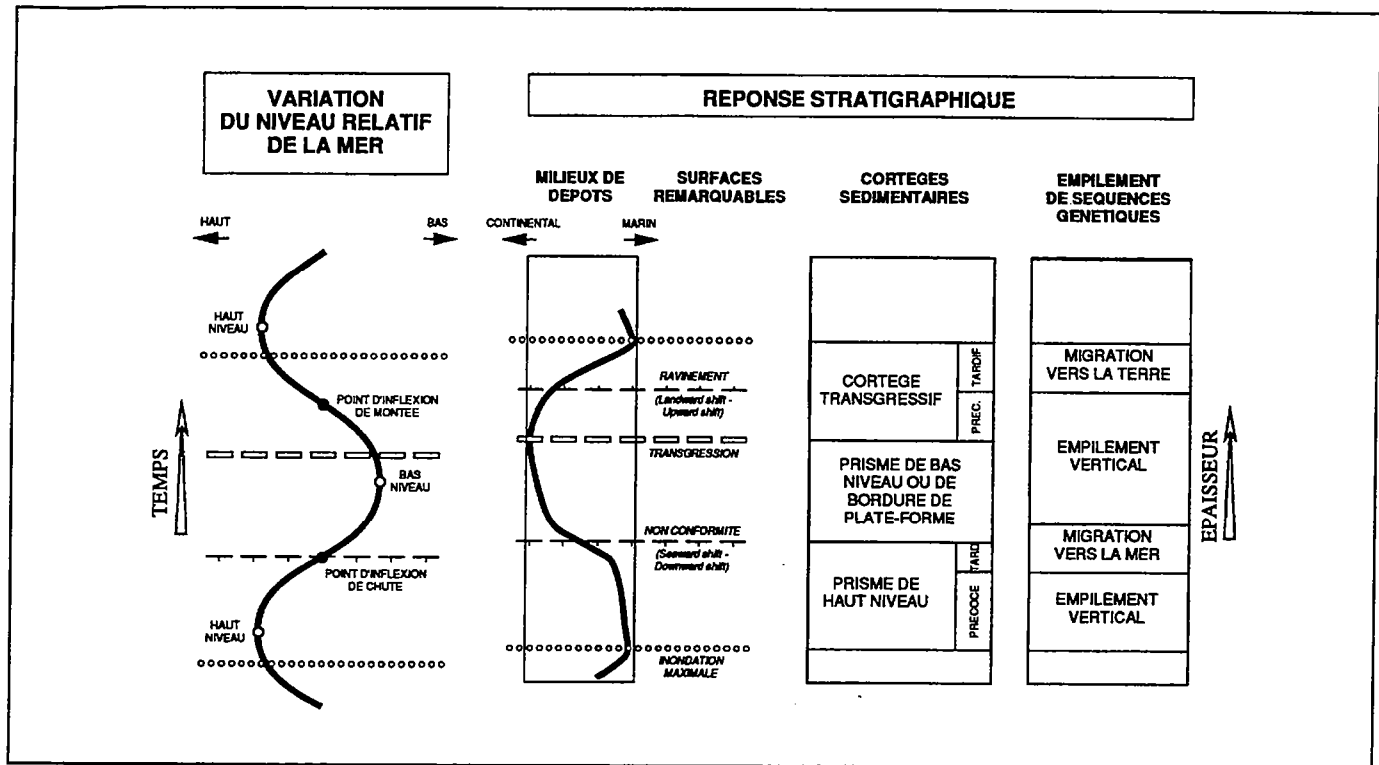 VARIATION
DU NIVEAU RELATIF
DE LA MER
REPONSE STRATIGRAPHIQUE
MILIEUX DE
DEPOTS
SURFACES
REMARQUABLES
CORTEGES
SEDIMENTAIRES
EMPILEMENT
DE SEQUENCES
GENETIQUES
HAUT
BAS
CONTINENTAL
MARIN
HAUT
NIVEAU
POINT D'INFLEXION
DE MONTEE
BAS
NIVEAU
POINT D'INFLEXION
DE CHUTE
HAUT
NIVEAU
TEMPS
RAVINEMENT
(Landward shift -
Upward shift)
TRANSGRESSION
NON CONFORMITE
(Seaward shift -
Downward shift)
INONDATION
MAXIMALE
CORTEGE
TRANSGRESSIF
TARDIF
PREC.
PRISME DE BAS
NIVEAU OU DE
BORDURE DE
PLATE-FORME
PRISME DE
HAUT NIVEAU
TARD
PRECOCE
MIGRATION
VERS LA TERRE
EMPILEMENT
VERTICAL
MIGRATION
VERS LA MER
EMPILEMENT
VERTICAL
EPAISSEUR